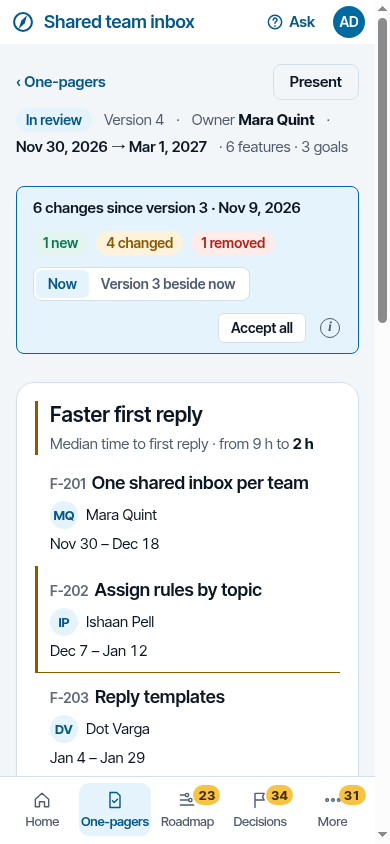 Shared team inbox
Ask
AD
‹ One-pagers
Present
In review Version 4 · Owner Mara Quint ·
Nov 30, 2026 → Mar 1, 2027 · 6 features · 3 goals
6 changes since version 3 · Nov 9, 2026
1 new 4 changed 1 removed
Now Version 3 beside now
Accept all i
Faster first reply
Median time to first reply · from 9 h to 2 h
F-201 One shared inbox per team
MQ Mara Quint
Nov 30 – Dec 18
F-202 Assign rules by topic
IP Ishaan Pell
Dec 7 – Jan 12
F-203 Reply templates
DV Dot Varga
Jan 4 – Jan 29
23 34 31
Home One-pagers Roadmap Decisions More